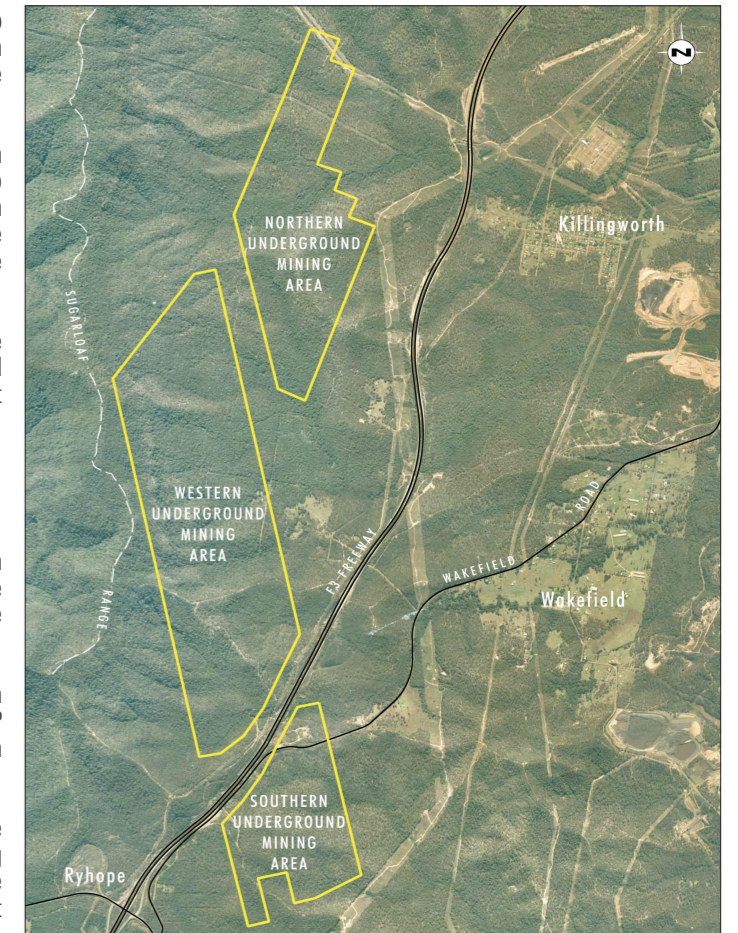 N
Killingworth
NORTHERN
UNDERGROUND
MINING
AREA
SUGARLOAF
RANGE
WESTERN
UNDERGROUND
MINING
AREA
F3 FREEWAY
WAKEFIELD
ROAD
Wakefield
SOUTHERN
UNDERGROUND
MINING
AREA
Ryhope